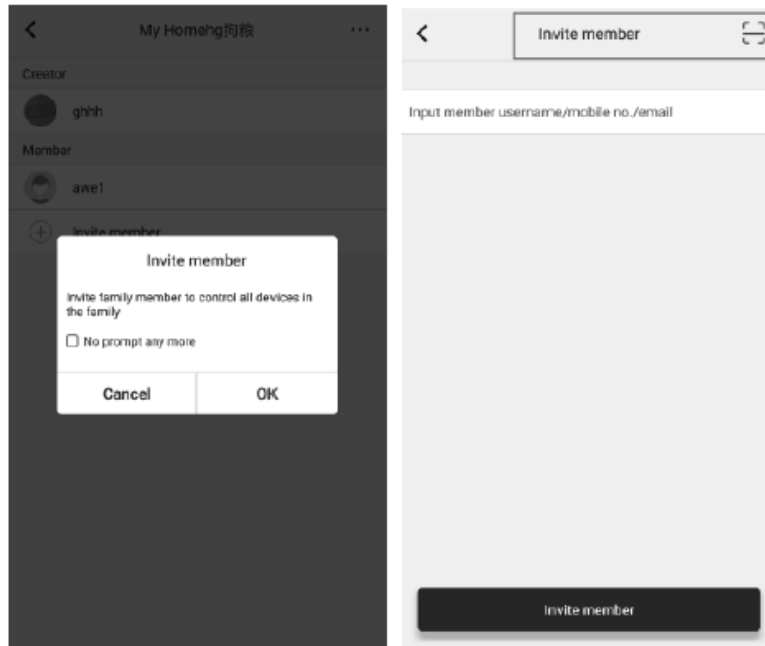 My Homehg狗粮
Creator
ghhh
Member
awe1
Invite member
Invite member
Invite family member to control all devices in
the family
No prompt any more
Cancel
OK
Invite member
Input member username/mobile no./email
Invite member